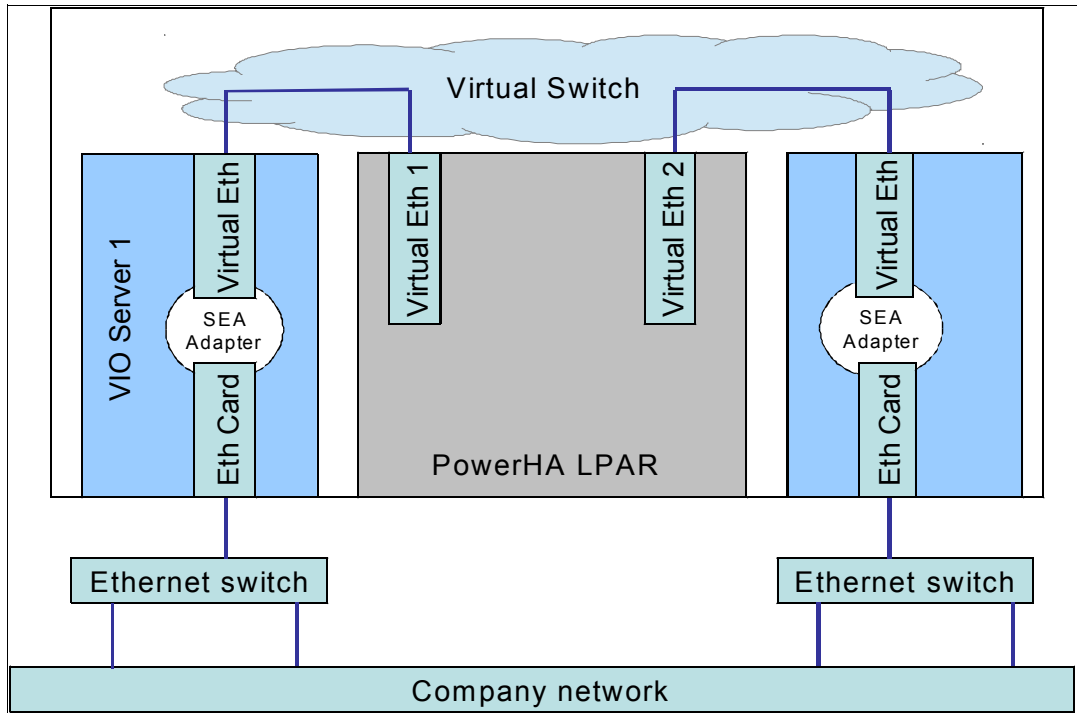 Virtual Switch
VIO Server 1
Virtual Eth
SEA
Adapter
Eth Card
Virtual Eth 1
Virtual Eth 2
PowerHA LPAR
Virtual Eth
SEA
Adapter
Eth Card
Ethernet switch
Ethernet switch
Company network